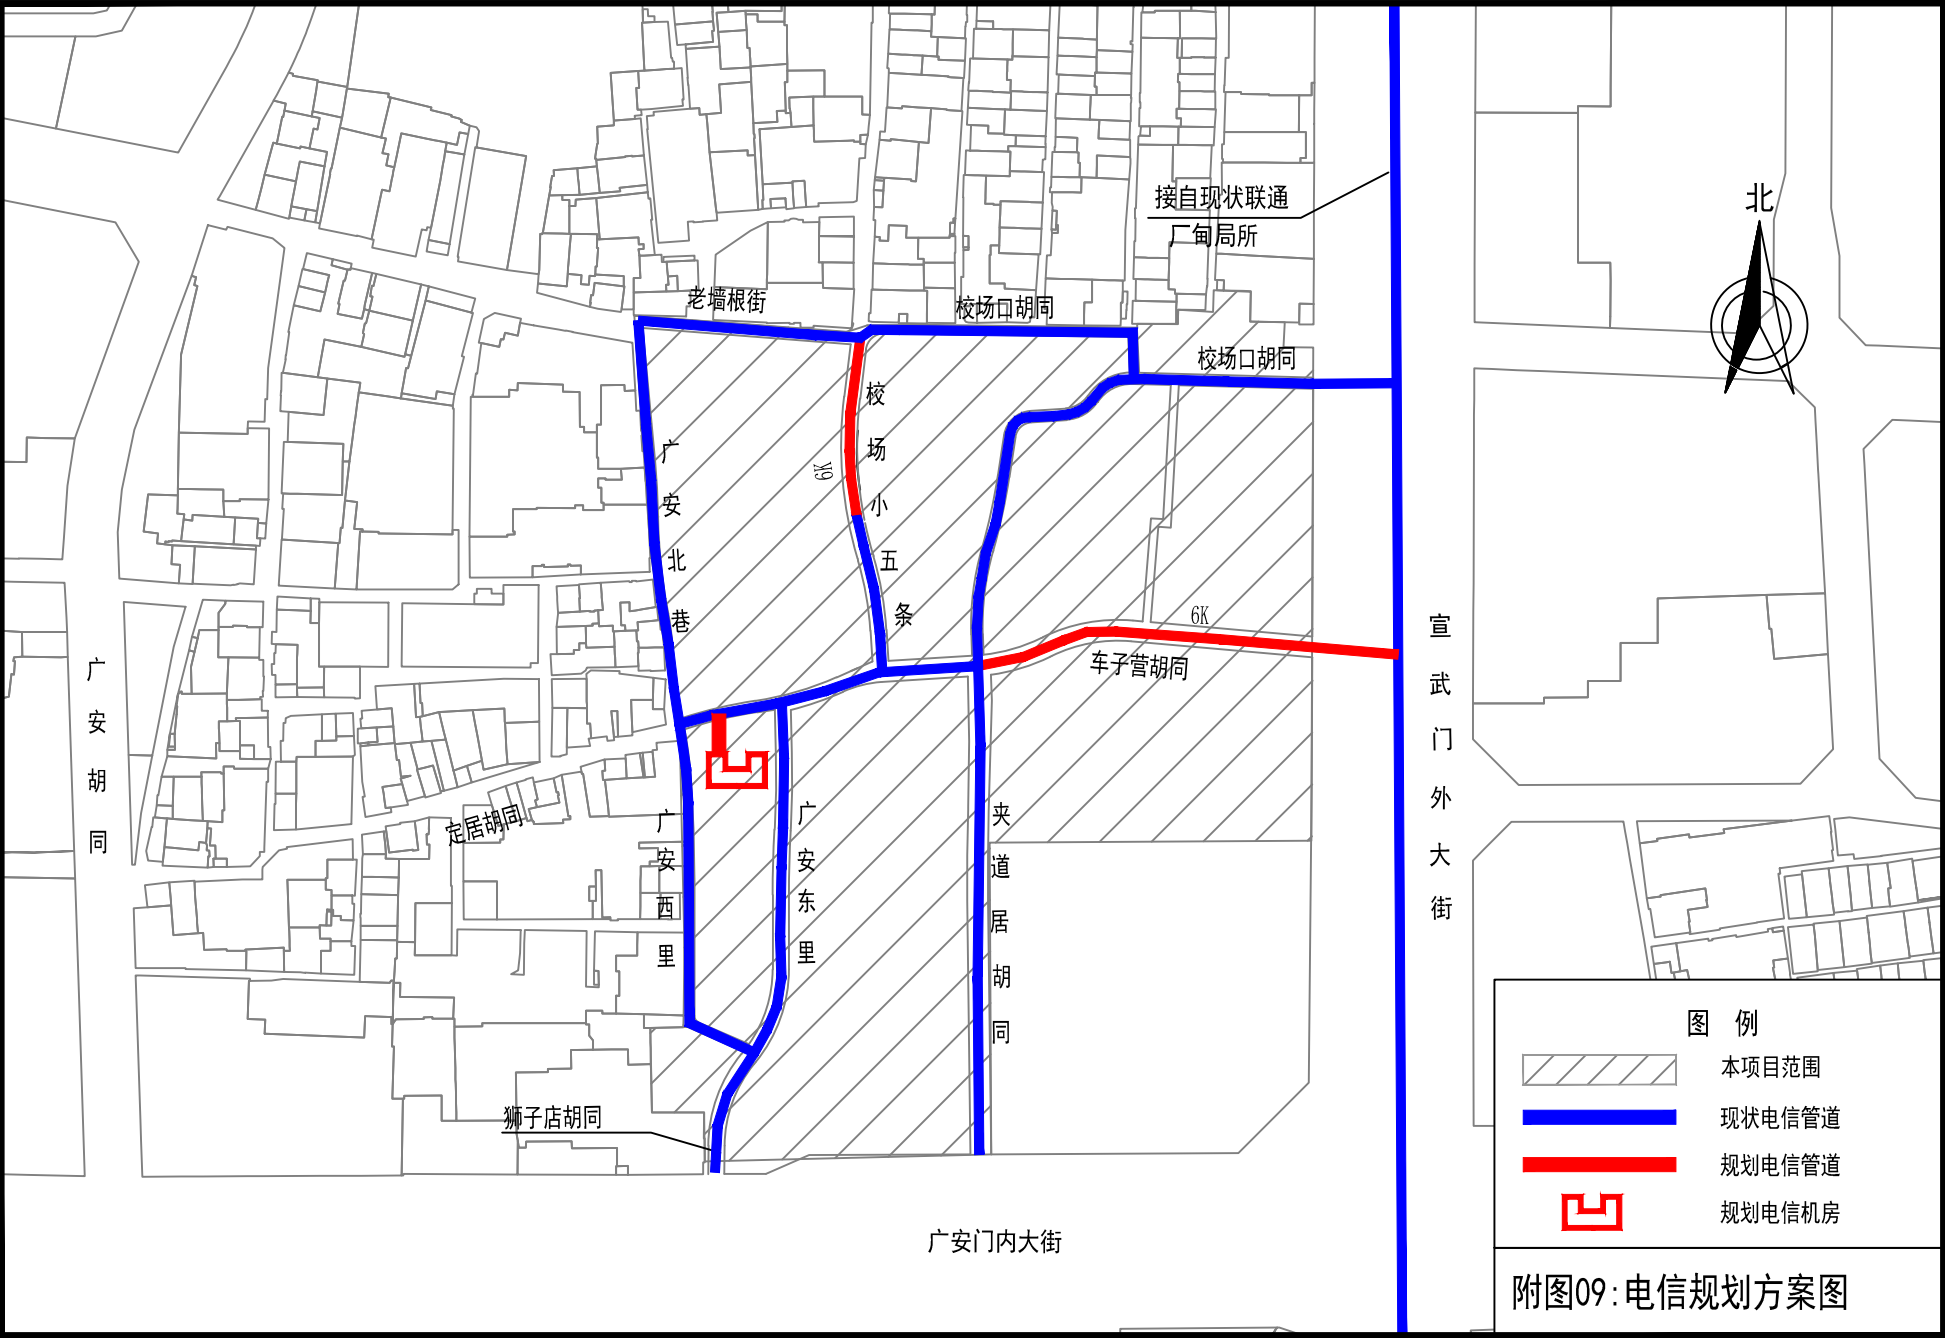 接自现状联通
厂甸局所
北
老墙根街
校场口胡同
校场口胡同
校场小五条
6K
广安北巷
6K
车子营胡同
宣武门外大街
广安胡同
定居胡同
广安西里
广安东里
夹道居胡同
狮子店胡同
广安门内大街
图 例
本项目范围
现状电信管道
规划电信管道
规划电信机房
附图09:电信规划方案图